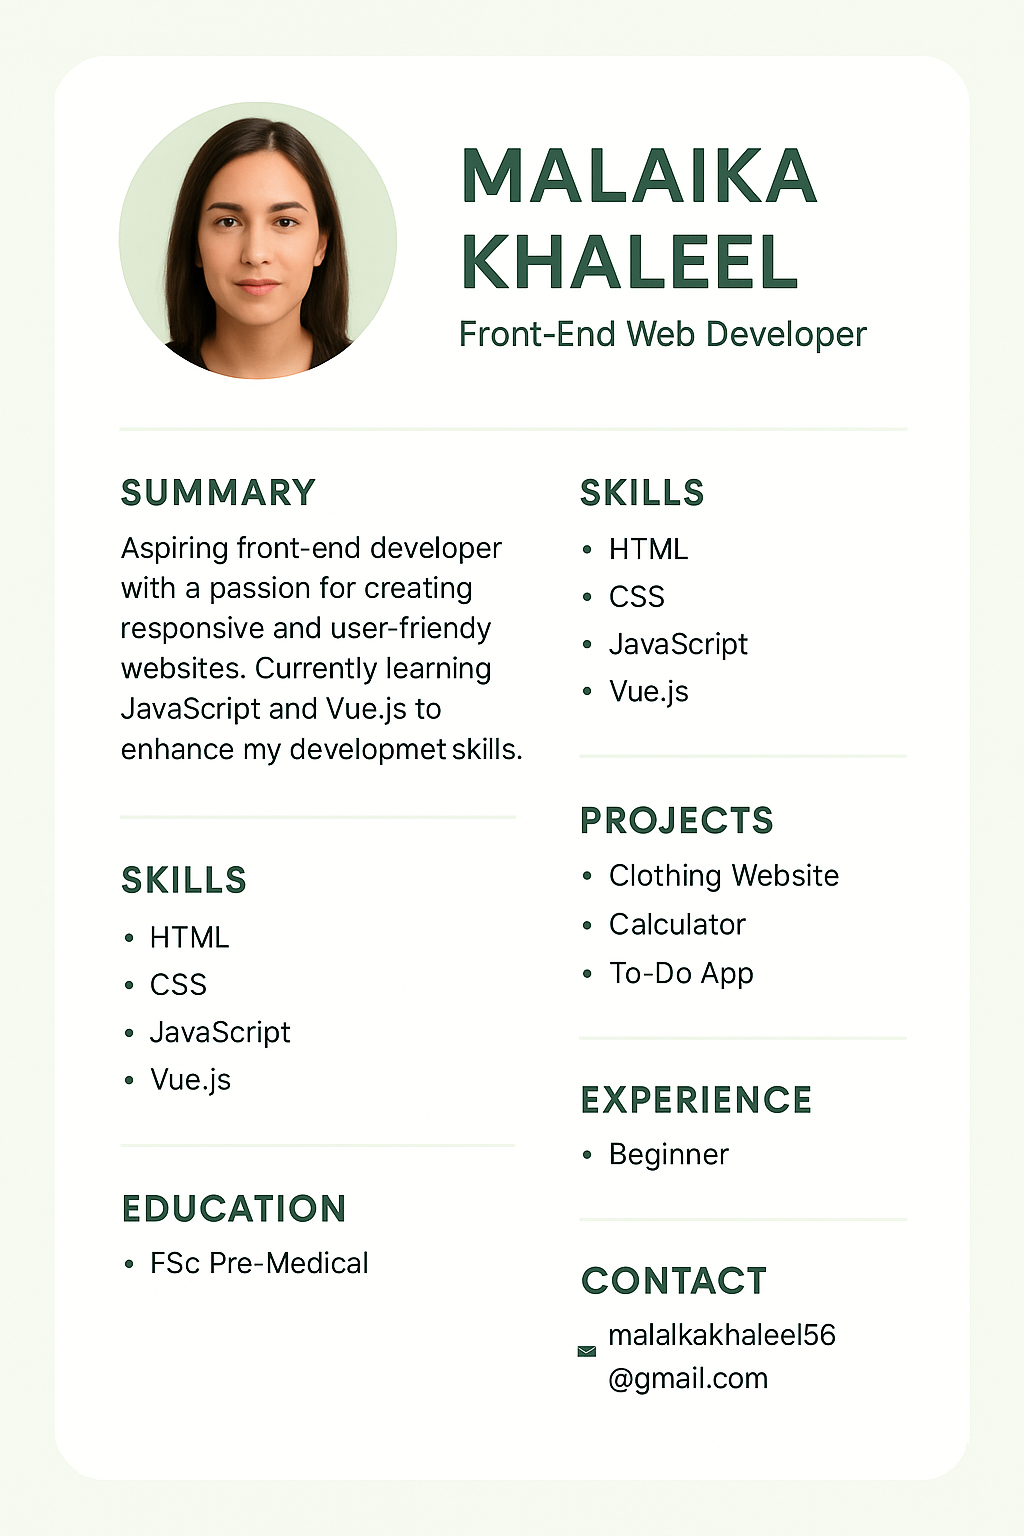 MALAIKA
KHALEEL
Front-End Web Developer
SUMMARY
Aspiring front-end developer
with a passion for creating
responsive and user-friendy
websites. Currently learning
JavaScript and Vue.js to
enhance my developmet skills.
SKILLS
• HTML
• CSS
• JavaScript
• Vue.js
EDUCATION
• FSc Pre-Medical
SKILLS
• HTML
• CSS
• JavaScript
• Vue.js
PROJECTS
• Clothing Website
• Calculator
• To-Do App
EXPERIENCE
• Beginner
CONTACT
malalkakhaleel56
@gmail.com